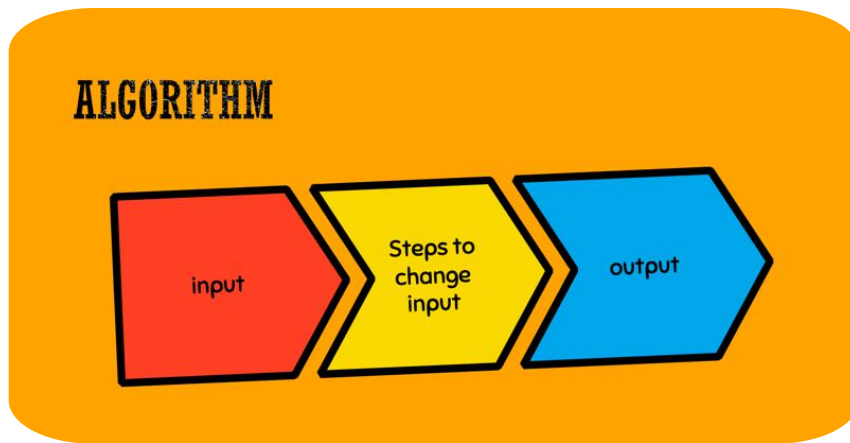 ALGORITHM
input
Steps to
change
input
output